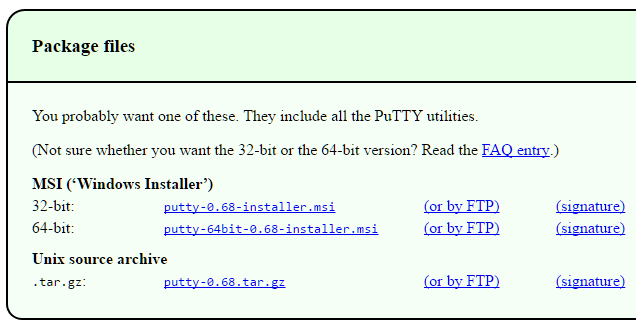 Package files
You probably want one of these. They include all the PuTTY utilities.
(Not sure whether you want the 32-bit or the 64-bit version? Read the FAQ entry.)
MSI (‘Windows Installer’)
32-bit: putty-0.68-installer.msi (or by FTP) (signature)
64-bit: putty-64bit-0.68-installer.msi (or by FTP) (signature)
Unix source archive
.tar.gz: putty-0.68.tar.gz (or by FTP) (signature)